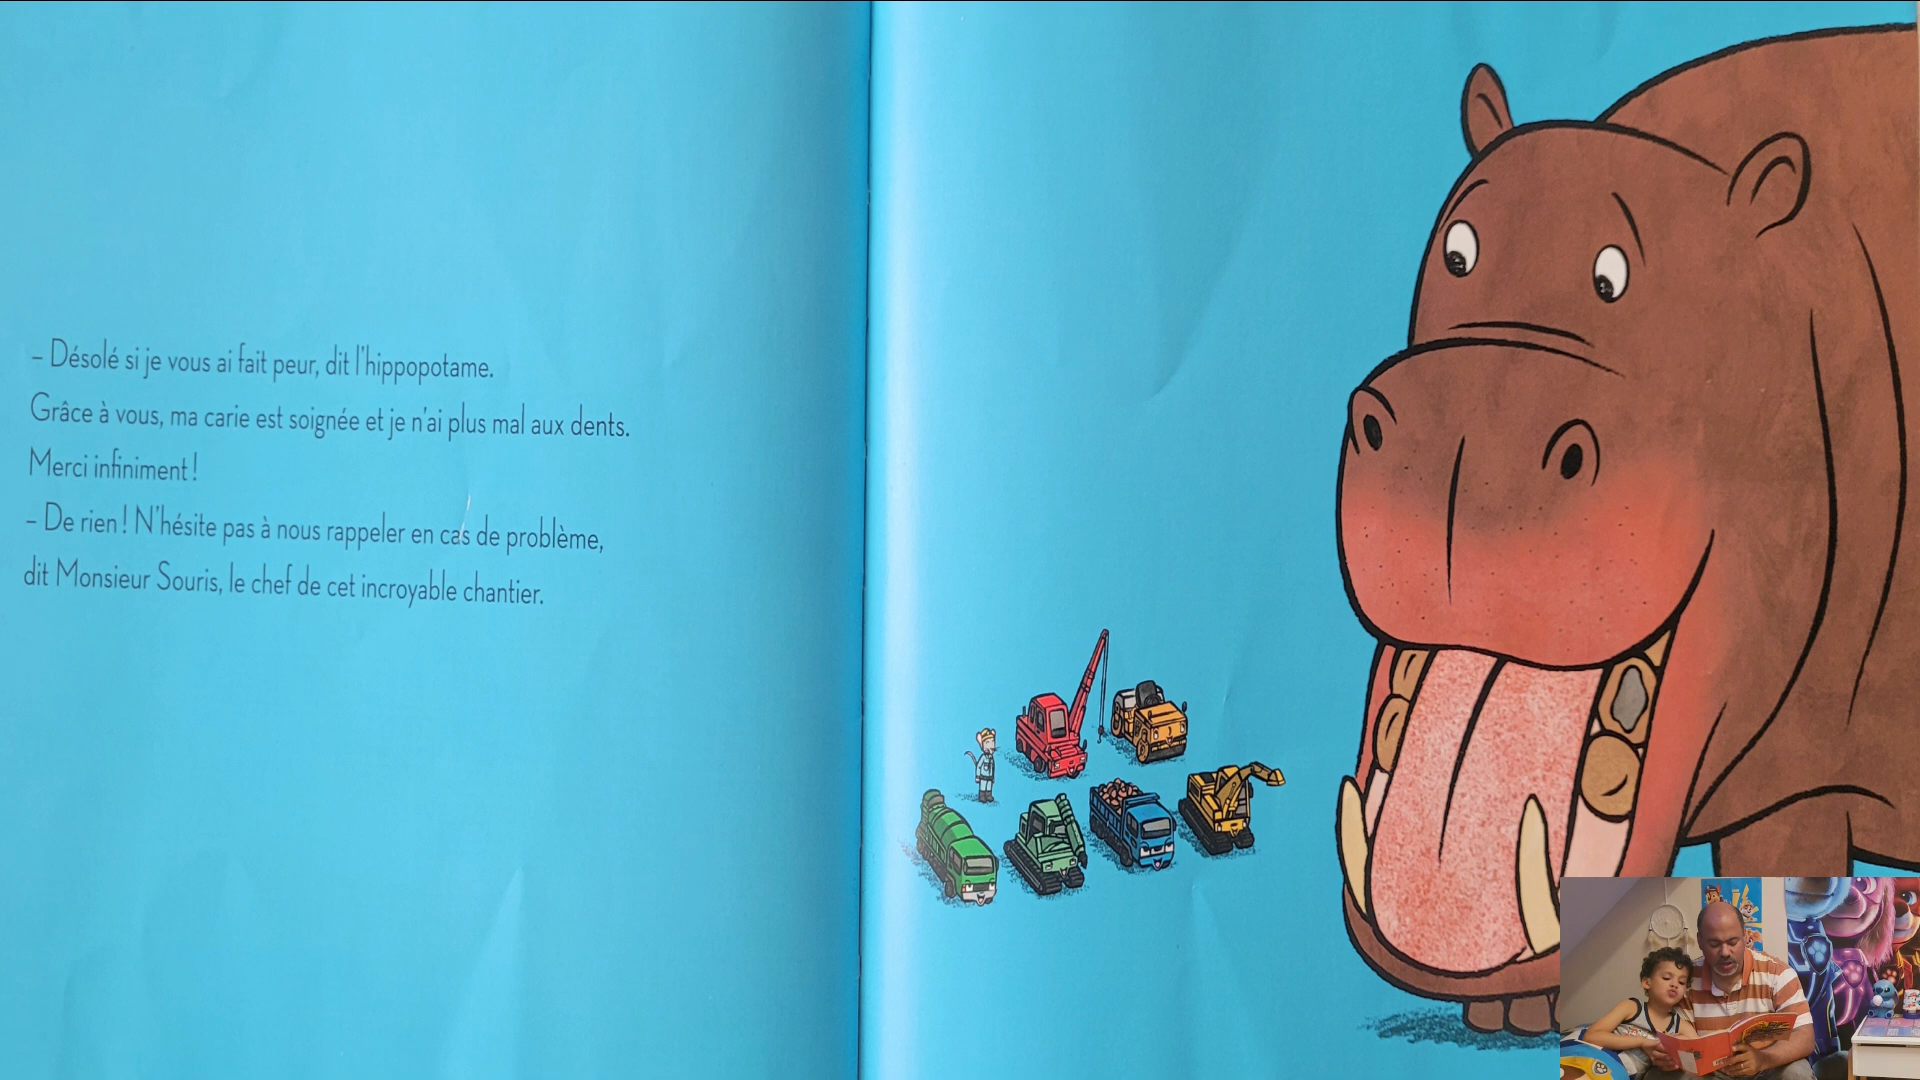 – Désolé si je vous ai fait peur, dit l'hippopotame.
Grâce à vous, ma carie est soignée et je n'ai plus mal aux dents.
Merci infiniment !
– De rien ! N'hésite pas à nous rappeler en cas de problème,
dit Monsieur Souris, le chef de cet incroyable chantier.